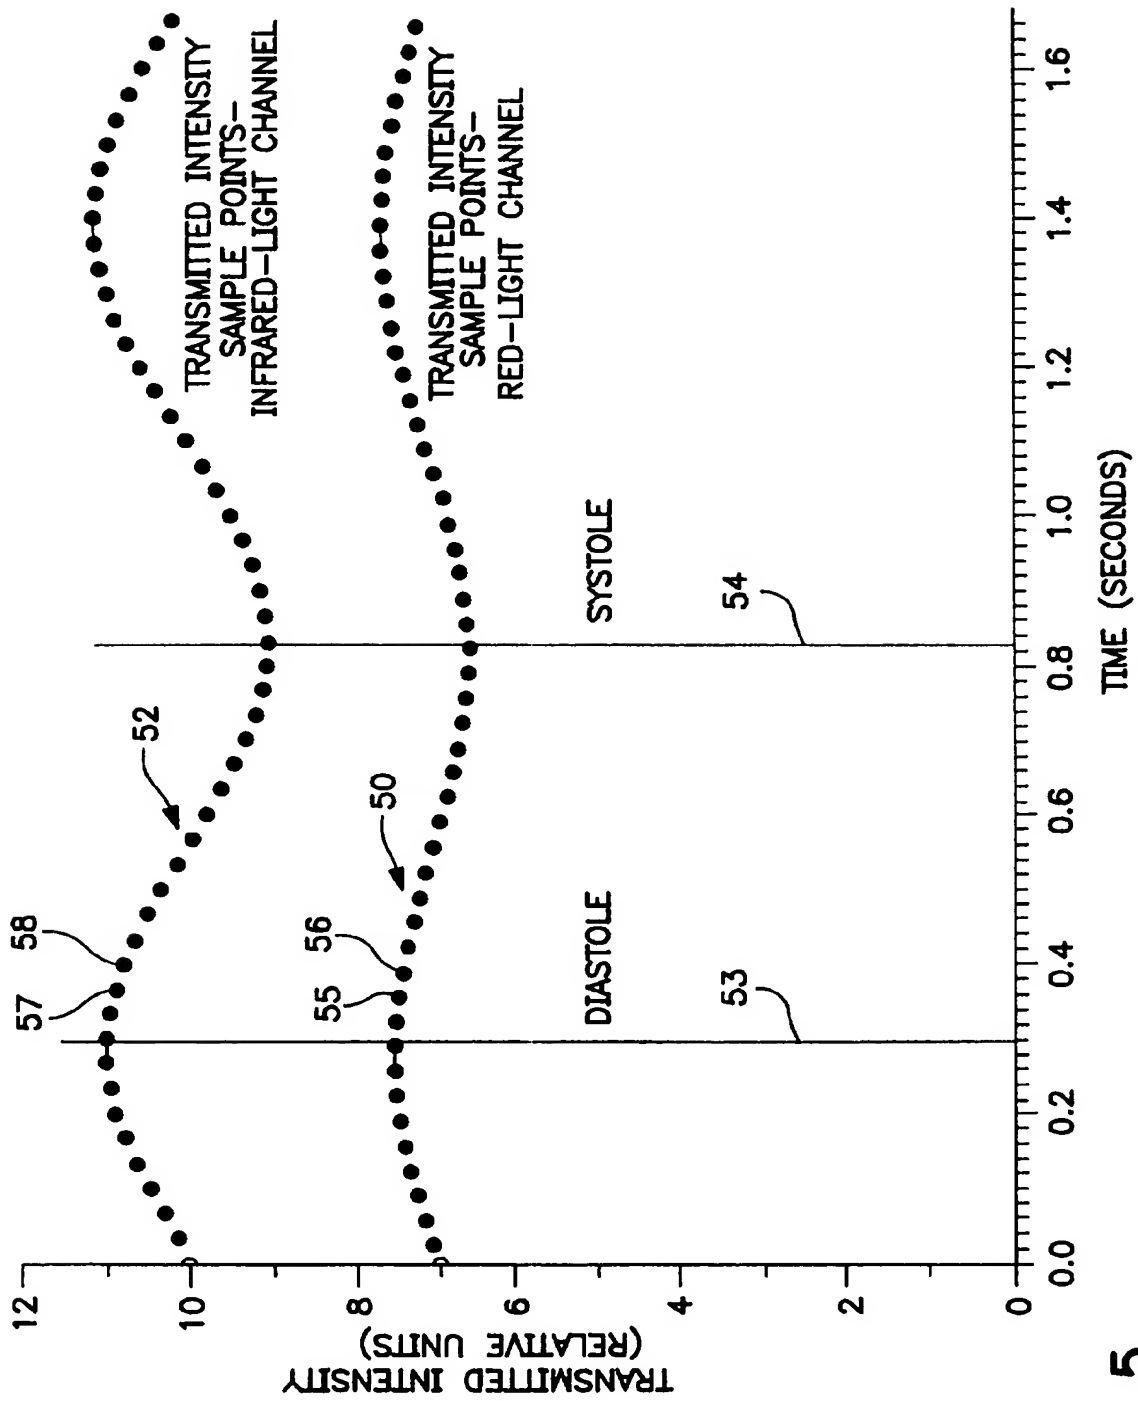 12
10
8
6
4
2
0
TRANSMITTED INTENSITY
(RELATIVE UNITS)
57
58
52
55
56
50
TRANSMITTED INTENSITY
SAMPLE POINTS–
INFRARED–LIGHT CHANNEL
TRANSMITTED INTENSITY
SAMPLE POINTS–
RED–LIGHT CHANNEL
DIASTOLE
SYSTOLE
53
54
0.0
0.2
0.4
0.6
0.8
1.0
1.2
1.4
1.6
TIME (SECONDS)
5